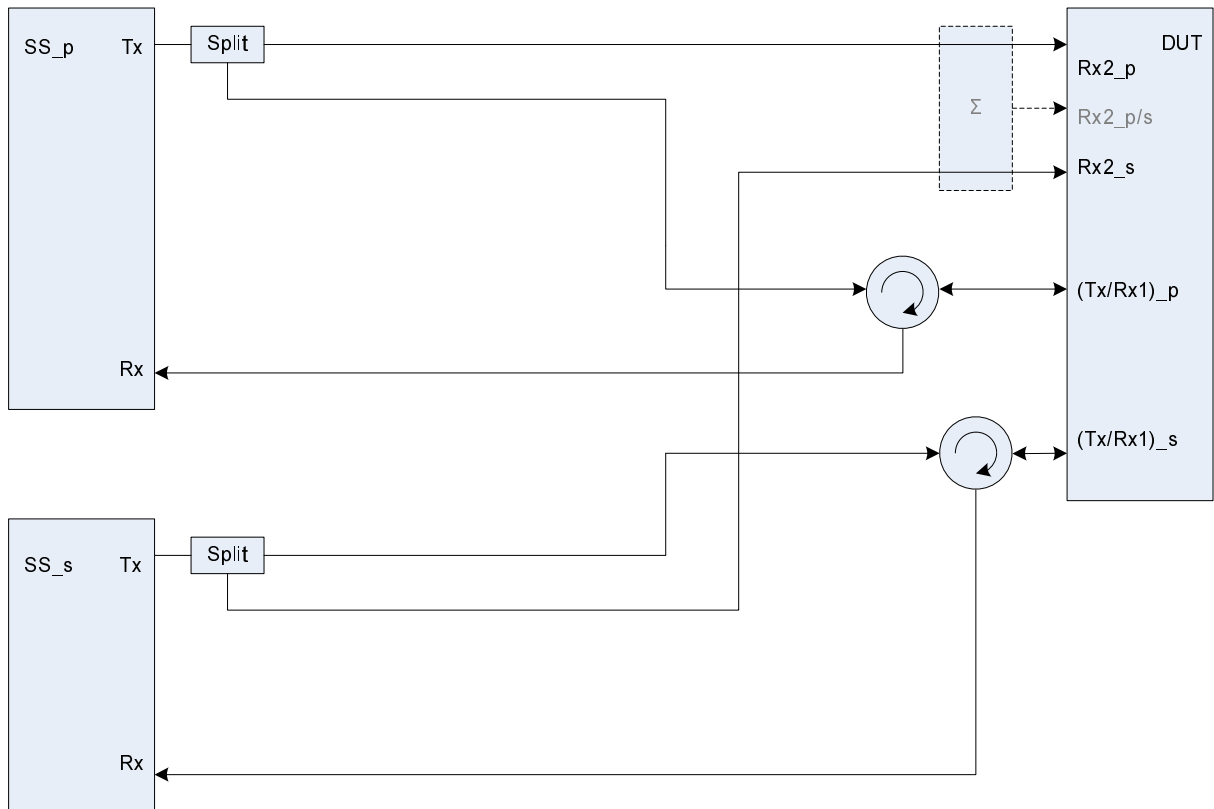 SS_p Tx
Split
Σ
DUT
Rx2_p
Rx2_p/s
Rx2_s
(Tx/Rx1)_p
Rx
(Tx/Rx1)_s
SS_s Tx
Split
Rx